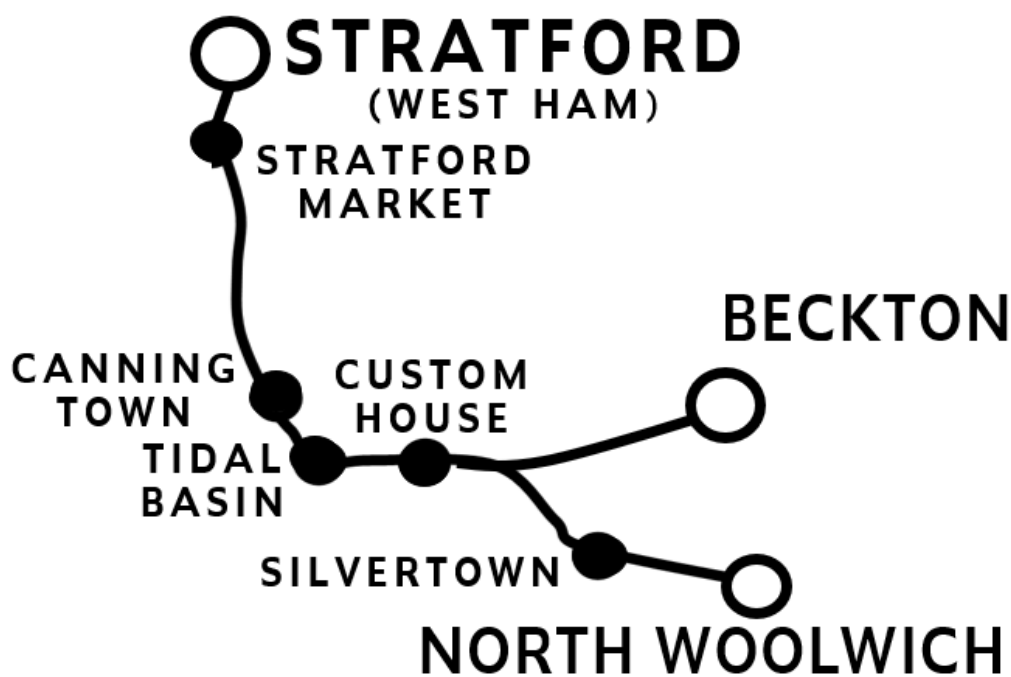 STRATFORD
(WEST HAM)
STRATFORD
MARKET
BECKTON
CANNING
TOWN
CUSTOM
HOUSE
TIDAL
BASIN
SILVERTOWN
NORTH WOOLWICH